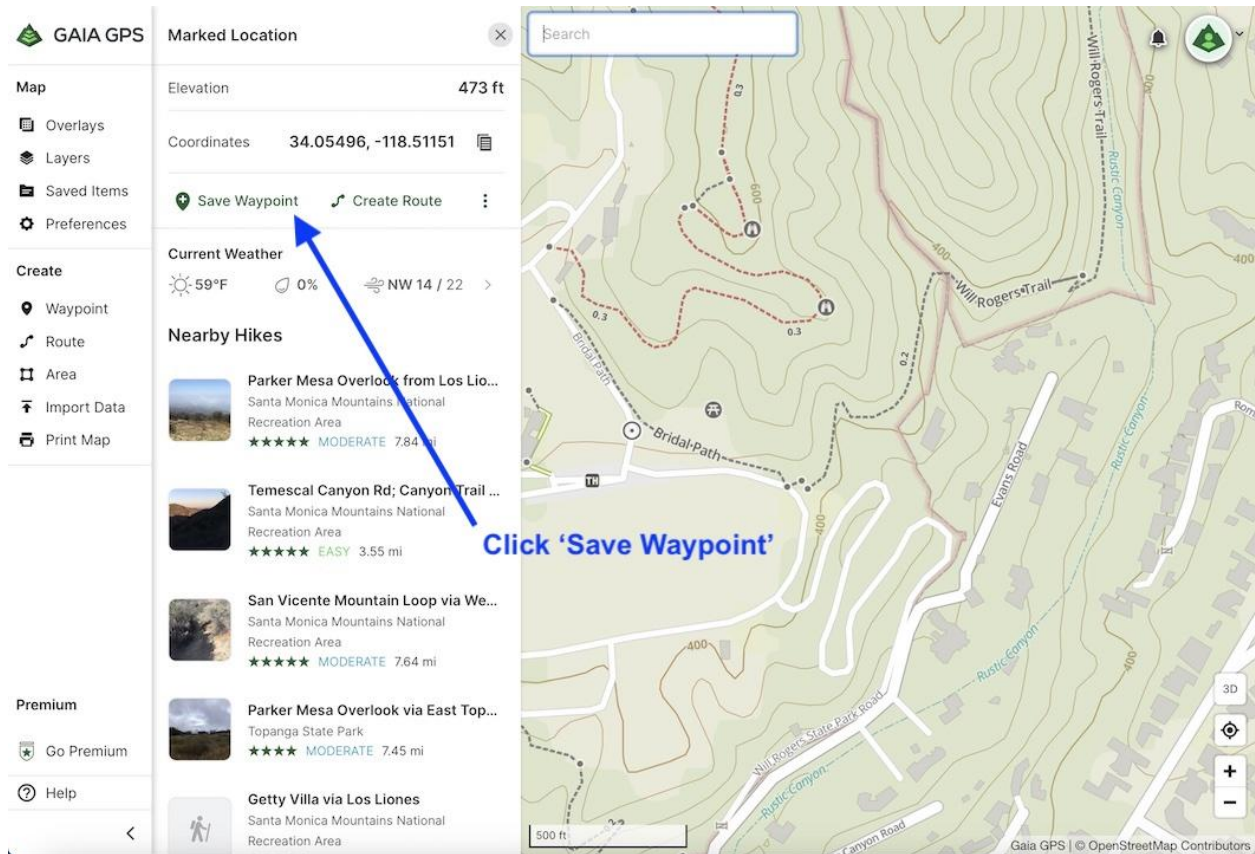 GAIA GPS
Map
Overlays
Layers
Saved Items
Preferences
Create
Waypoint
Route
Area
Import Data
Print Map
Premium
Go Premium
Help
Marked Location
Elevation 473 ft
Coordinates 34.05496, -118.51151
Save Waypoint Create Route
Current Weather
59°F 0% NW 14 / 22
Nearby Hikes
Parker Mesa Overlook from Los Lio...
Santa Monica Mountains National
Recreation Area
★★★★★ MODERATE 7.84 mi
Temescal Canyon Rd; Canyon Trail ...
Santa Monica Mountains National
Recreation Area
★★★★★ EASY 3.55 mi
San Vicente Mountain Loop via We...
Santa Monica Mountains National
Recreation Area
★★★★★ MODERATE 7.64 mi
Parker Mesa Overlook via East Top...
Topanga State Park
★★★★ MODERATE 7.45 mi
Getty Villa via Los Liones
Santa Monica Mountains National
Recreation Area
Click ‘Save Waypoint’
Search
Will-Rogers-Trail
400
0.3
Rustic Canyon
600
400
400
Will RogersTrail
0.3
0.3
0.2
Bridal Path
Bridal-Path
TH
Evans Road
Rustic Canyon
400
400
400
Rustic Canyon
Will Rogers State Park Road
Rustic Canyon
Canyon Road
3D
+
−
500 ft
Gaia GPS | © OpenStreetMap Contributors